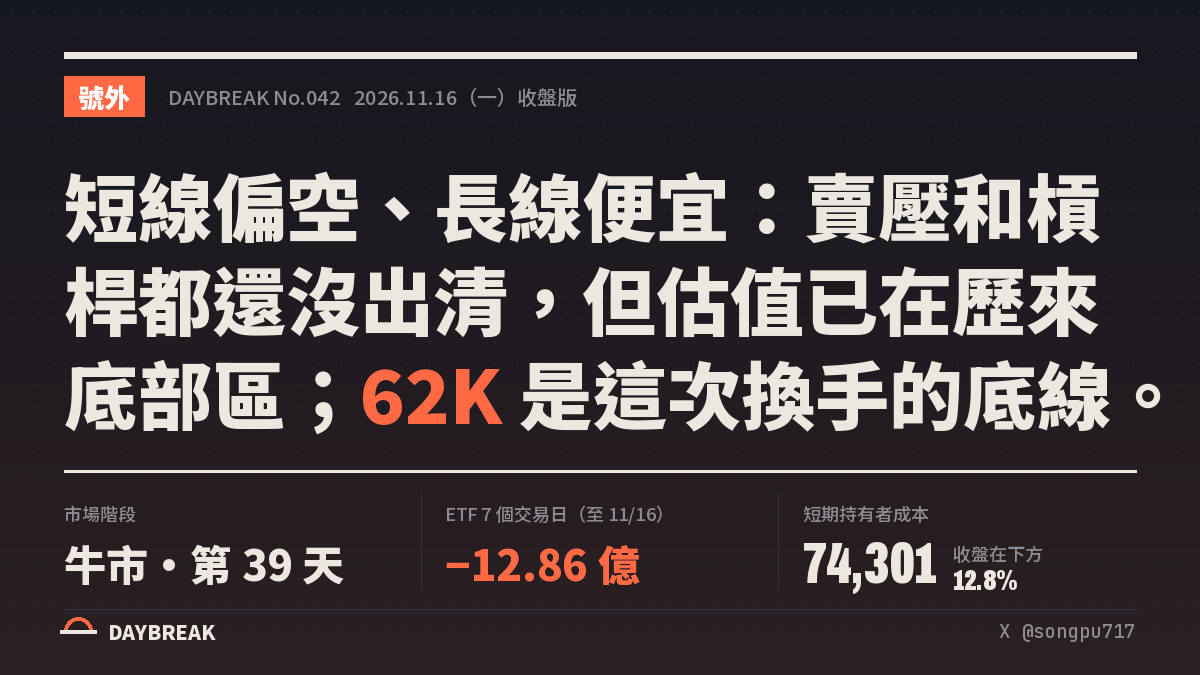 號外
DAYBREAK No.042 2026.11.16（一）收盤版
短線偏空、長線便宜：賣壓和槓
桿都還沒出清，但估值已在歷來
底部區；62K 是這次換手的底線。
市場階段
牛市・第 39 天
ETF 7 個交易日（至 11/16）
−12.86 億
短期持有者成本
74,301
收盤在下方
12.8%
DAYBREAK
X @songpu717